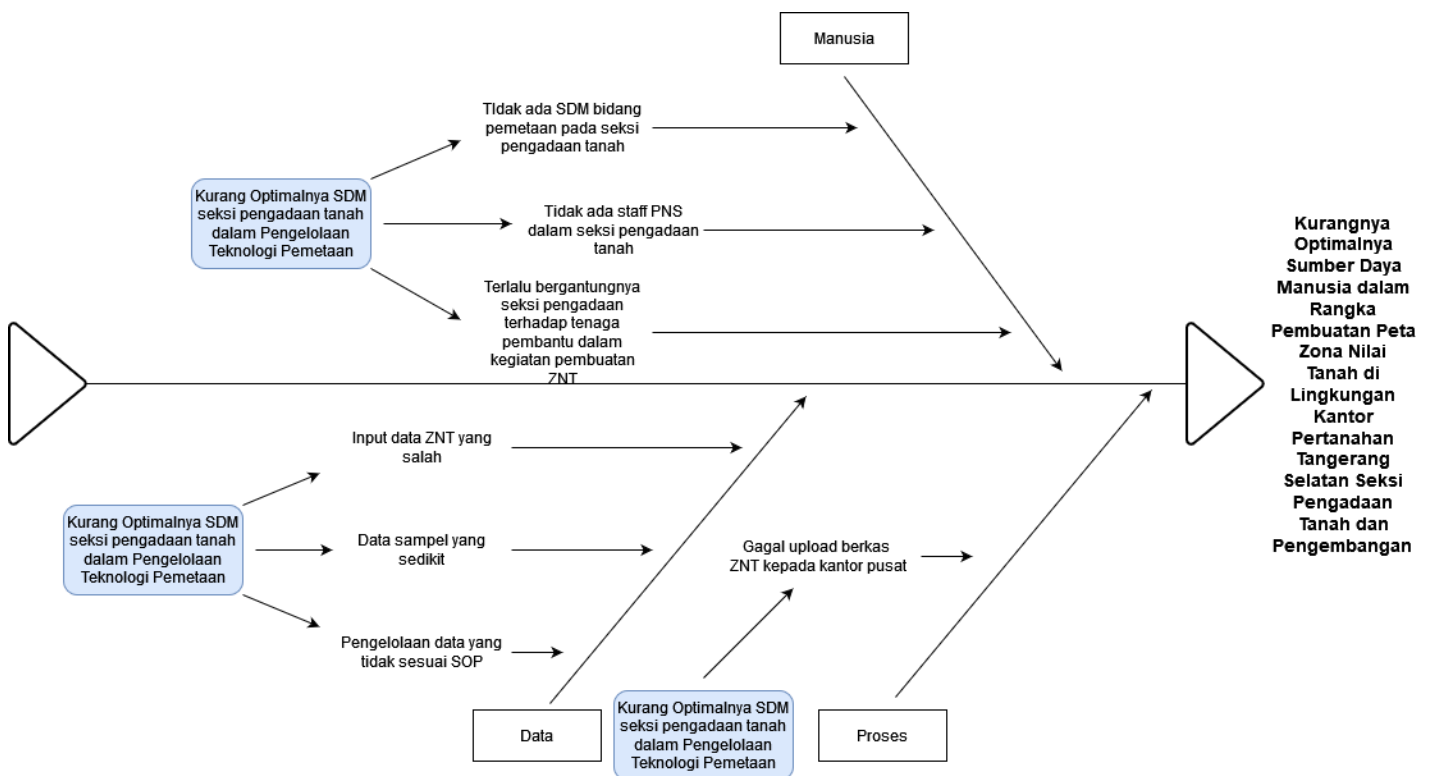 Manusia
TIdak ada SDM bidang
pemetaan pada seksi
pengadaan tanah
Kurang Optimalnya SDM
seksi pengadaan tanah
dalam Pengelolaan
Teknologi Pemetaan
Tidak ada staff PNS
dalam seksi pengadaan
tanah
Terlalu bergantungnya
seksi pengadaan
terhadap tenaga
pembantu dalam
kegiatan pembuatan
ZNT
Kurangnya
Optimalnya
Sumber Daya
Manusia dalam
Rangka
Pembuatan Peta
Zona Nilai
Tanah di
Lingkungan
Kantor
Pertanahan
Tangerang
Selatan Seksi
Pengadaan
Tanah dan
Pengembangan
Input data ZNT yang
salah
Kurang Optimalnya SDM
seksi pengadaan tanah
dalam Pengelolaan
Teknologi Pemetaan
Data sampel yang
sedikit
Pengelolaan data yang
tidak sesuai SOP
Gagal upload berkas
ZNT kepada kantor pusat
Data
Kurang Optimalnya SDM
seksi pengadaan tanah
dalam Pengelolaan
Teknologi Pemetaan
Proses